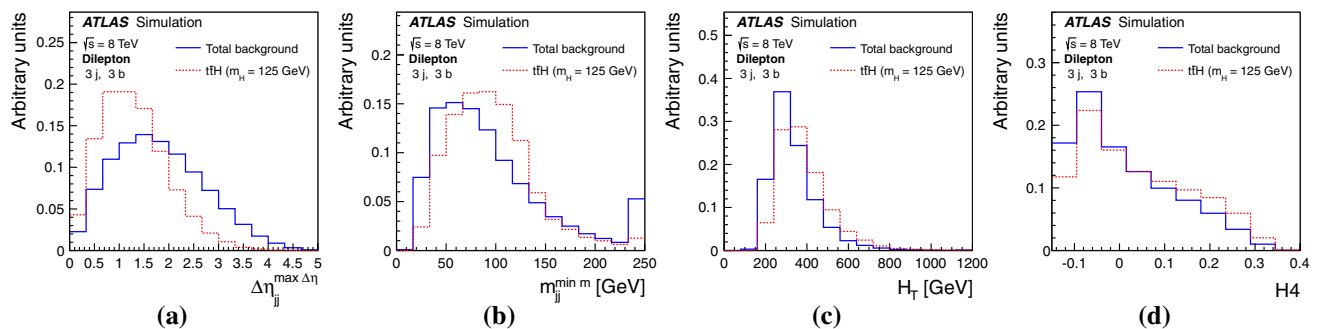 ATLAS Simulation
√s = 8 TeV
Dilepton
3 j, 3 b
Total background
tt̄H (m_H = 125 GeV)
Arbitrary units
0.25
0.2
0.15
0.1
0.05
0
0 0.5 1 1.5 2 2.5 3 3.5 4 4.5 5
Δη_jj^max Δη
(a)
ATLAS Simulation
√s = 8 TeV
Dilepton
3 j, 3 b
Total background
tt̄H (m_H = 125 GeV)
Arbitrary units
0.2
0.15
0.1
0.05
0
0 50 100 150 200 250
m_jj^min m [GeV]
(b)
ATLAS Simulation
√s = 8 TeV
Dilepton
3 j, 3 b
Total background
tt̄H (m_H = 125 GeV)
Arbitrary units
0.5
0.4
0.3
0.2
0.1
0
0 200 400 600 800 1000 1200
H_T [GeV]
(c)
ATLAS Simulation
√s = 8 TeV
Dilepton
3 j, 3 b
Total background
tt̄H (m_H = 125 GeV)
Arbitrary units
0.3
0.2
0.1
0
-0.1 0 0.1 0.2 0.3 0.4
H4
(d)